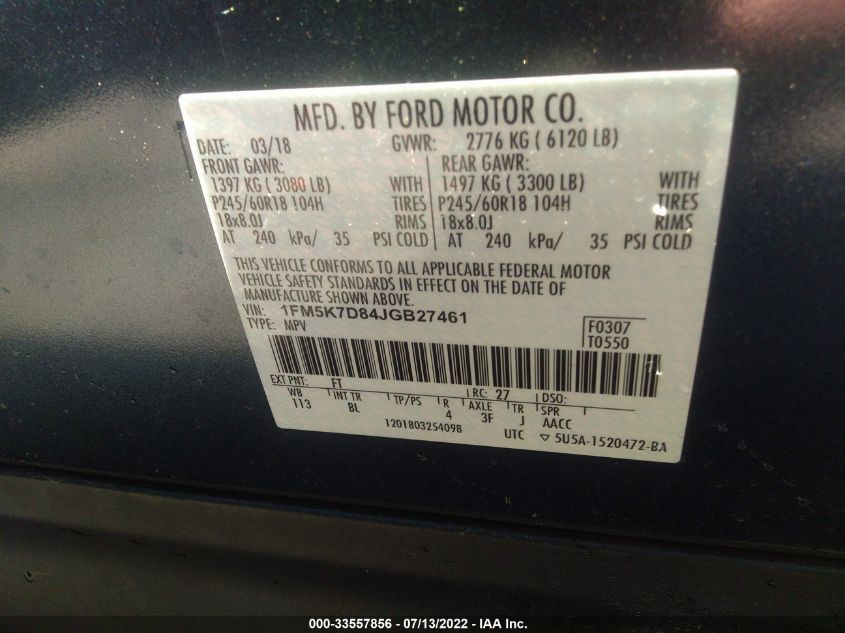 MFD. BY FORD MOTOR CO.
DATE: 03/18 GVWR: 2776 KG ( 6120 LB)
FRONT GAWR: REAR GAWR:
1397 KG ( 3080 LB) WITH 1497 KG ( 3300 LB) WITH
P245/60R18 104H TIRES P245/60R18 104H TIRES
18x8.0J RIMS 18x8.0J RIMS
AT 240 kPa/ 35 PSI COLD AT 240 kPa/ 35 PSI COLD
THIS VEHICLE CONFORMS TO ALL APPLICABLE FEDERAL MOTOR
VEHICLE SAFETY STANDARDS IN EFFECT ON THE DATE OF
MANUFACTURE SHOWN ABOVE.
VIN: 1FM5K7D84JGB27461
TYPE: MPV
F0307
T0550
EXT PNT: FT RC: 27 DSO:
WB INT TR TP/PS R AXLE TR SPR
113 BL 4 3F J AACC
1201803254098 UTC ▽ 5U5A-1520472-BA
000-33557856 - 07/13/2022 - IAA Inc.